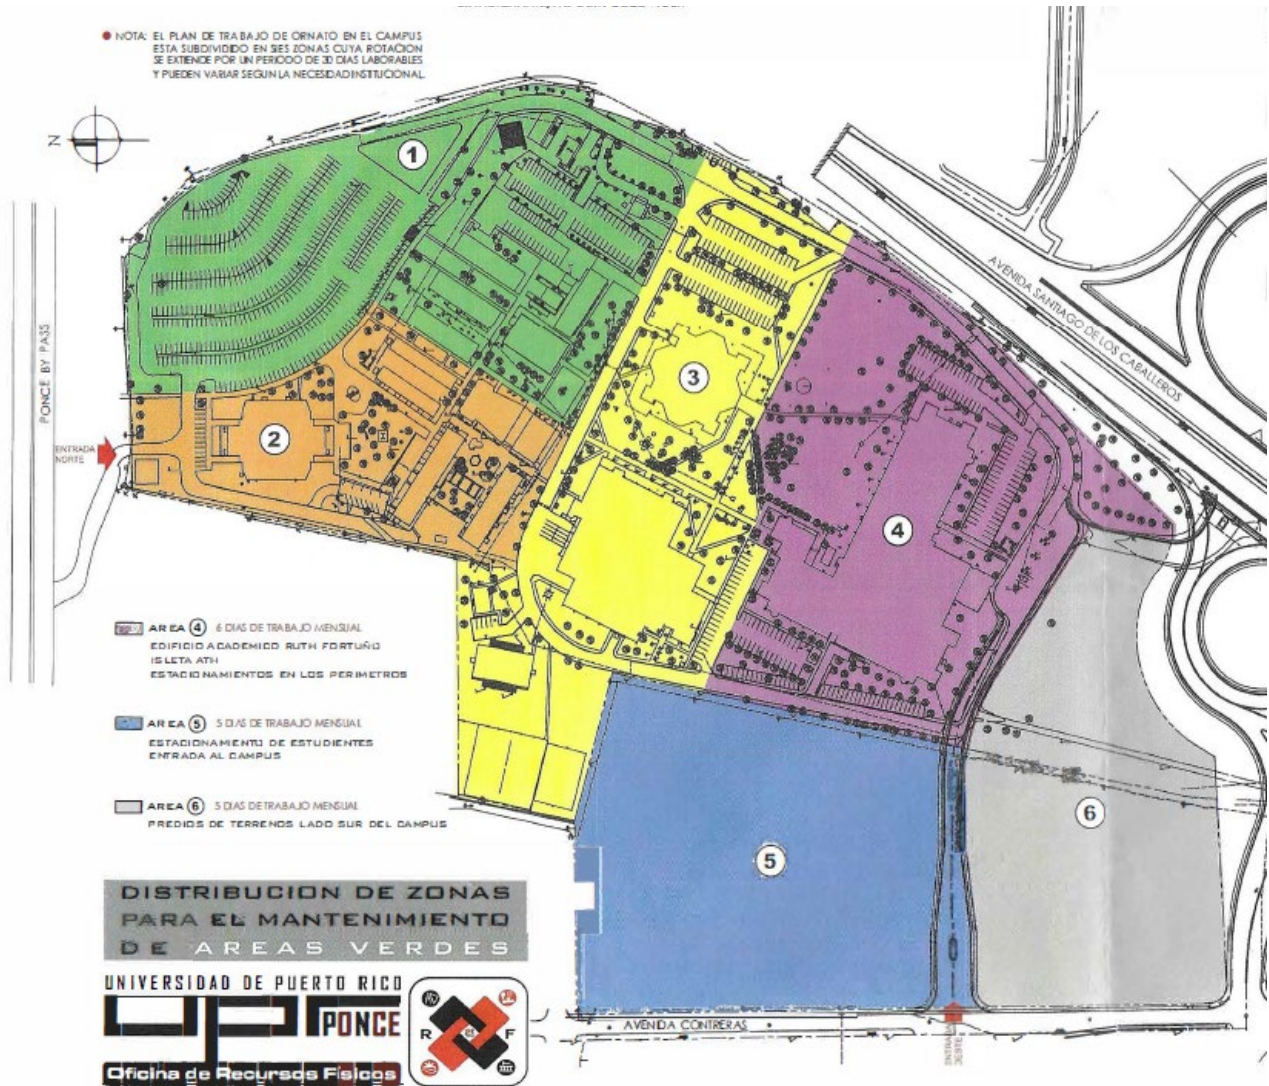 NOTA: EL PLAN DE TRABAJO DE ORNATO EN EL CAMPUS
ESTA SUBDIVIDIDO EN SIES ZONAS CUYA ROTACION
SE EXTIENDE POR UN PERIODO DE 30 DIAS LABORABLES
Y PUEDEN VARIAR SEGUN LA NECESIDAD INSTITUCIONAL.
N
1
AVENIDA SANTIAGO DE LOS CABALLEROS
PONCE BY PASS
3
2
ENTRADA
NORTE
4
AREA 4 6 DIAS DE TRABAJO MENSUAL
EDIFICIO ACADEMICO RUTH FORTUÑO
ISLETA ATH
ESTACIONAMIENTOS EN LOS PERIMETROS
AREA 5 5 DIAS DE TRABAJO MENSUAL
ESTACIONAMIENTO DE ESTUDIENTES
ENTRADA AL CAMPUS
AREA 6 5 DIAS DE TRABAJO MENSUAL
PREDIOS DE TERRENOS LADO SUR DEL CAMPUS
6
5
DISTRIBUCION DE ZONAS
PARA EL MANTENIMIENTO
DE AREAS VERDES
UNIVERSIDAD DE PUERTO RICO
UPR PONCE
Oficina de Recursos Físicos
R F
AVENIDA CONTRERAS
ENTRADA
OESTE